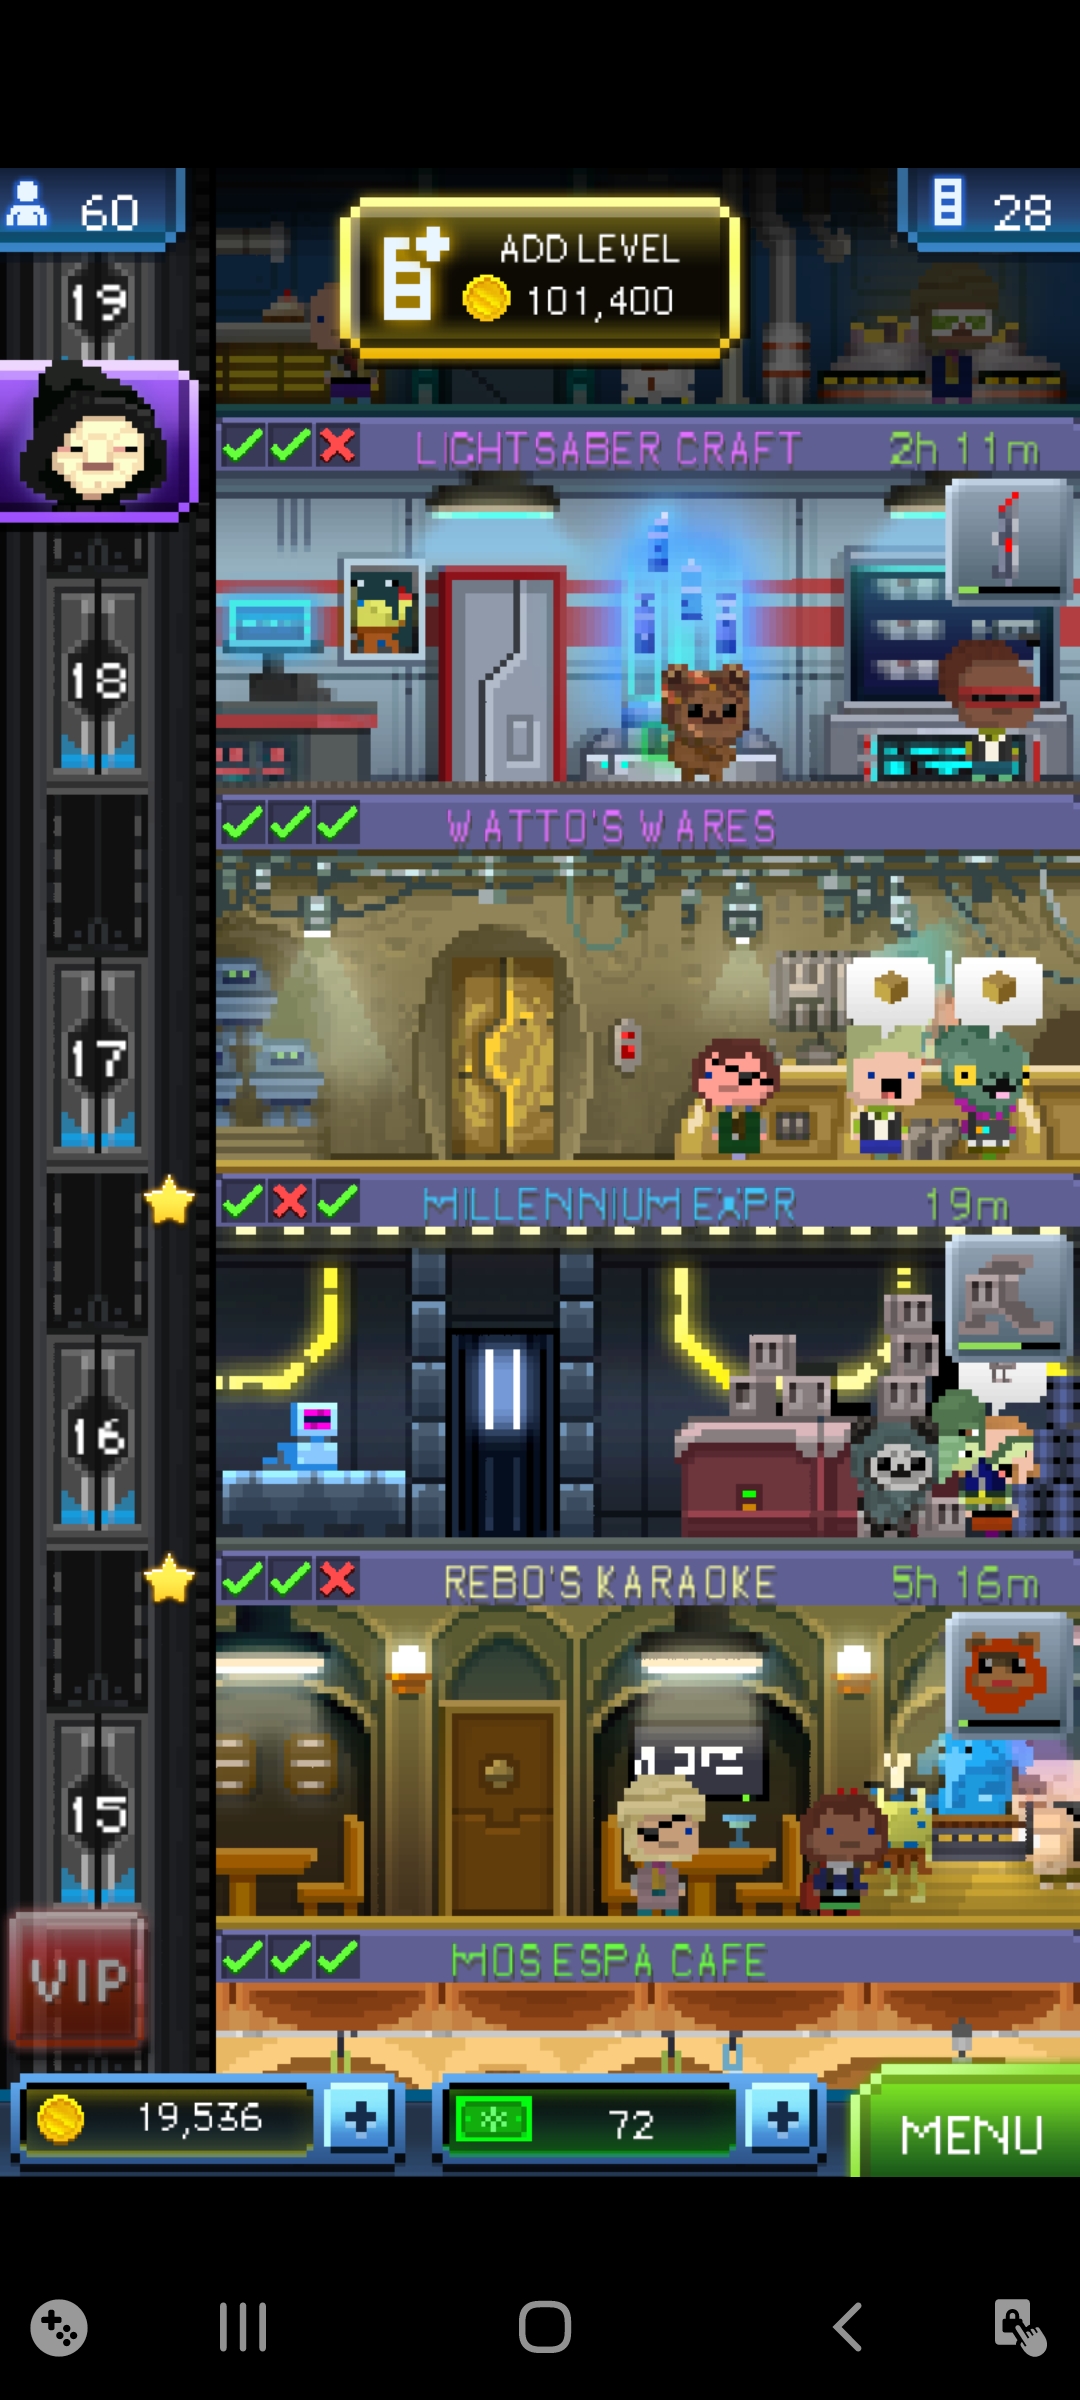 60
ADD LEVEL
101,400
28
19
LIGHTSABER CRAFT 2h 11m
18
WATTO'S WARES
17
MILLENNIUM EXPR 19m
16
REBO'S KARAOKE 5h 16m
15
VIP
MOS ESPA CAFE
19,536
72
MENU